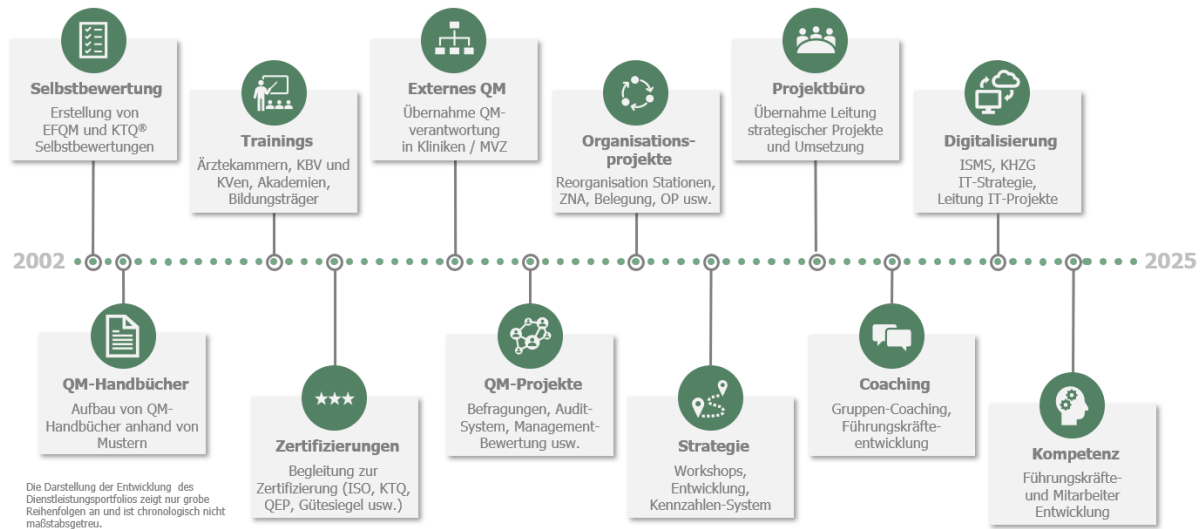 Selbstbewertung
Erstellung von
EFQM und KTQ®
Selbstbewertungen
Trainings
Ärztekammern, KBV und
KVen, Akademien,
Bildungsträger
Externes QM
Übernahme QM-
verantwortung
in Kliniken / MVZ
Organisations-
projekte
Reorganisation Stationen,
ZNA, Belegung, OP usw.
Projektbüro
Übernahme Leitung
strategischer Projekte
und Umsetzung
Digitalisierung
ISMS, KHZG
IT-Strategie,
Leitung IT-Projekte
2002
2025
QM-Handbücher
Aufbau von QM-
Handbücher anhand von
Mustern
Zertifizierungen
Begleitung zur
Zertifizierung (ISO, KTQ,
QEP, Gütesiegel usw.)
QM-Projekte
Befragungen, Audit-
System, Management-
Bewertung usw.
Strategie
Workshops,
Entwicklung,
Kennzahlen-System
Coaching
Gruppen-Coaching,
Führungskräfte-
entwicklung
Kompetenz
Führungskräfte-
und Mitarbeiter
Entwicklung
Die Darstellung der Entwicklung des
Dienstleistungsportfolios zeigt nur grobe
Reihenfolgen an und ist chronologisch nicht
maßstabsgetreu.